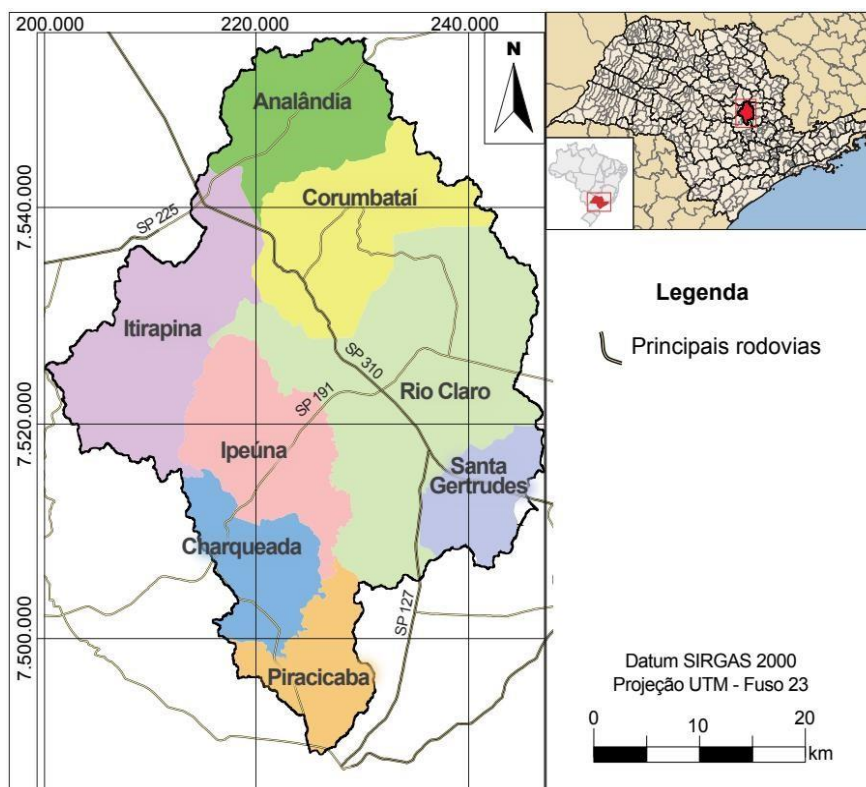 200.000
220.000
240.000
N
Analândia
Corumbataí
7.540.000
SP 225
Itirapina
SP 310
SP 191
Rio Claro
7.520.000
Ipeúna
Santa
Gertrudes
Charqueada
SP 127
7.500.000
Piracicaba
Legenda
Principais rodovias
Datum SIRGAS 2000
Projeção UTM - Fuso 23
0
10
20
km